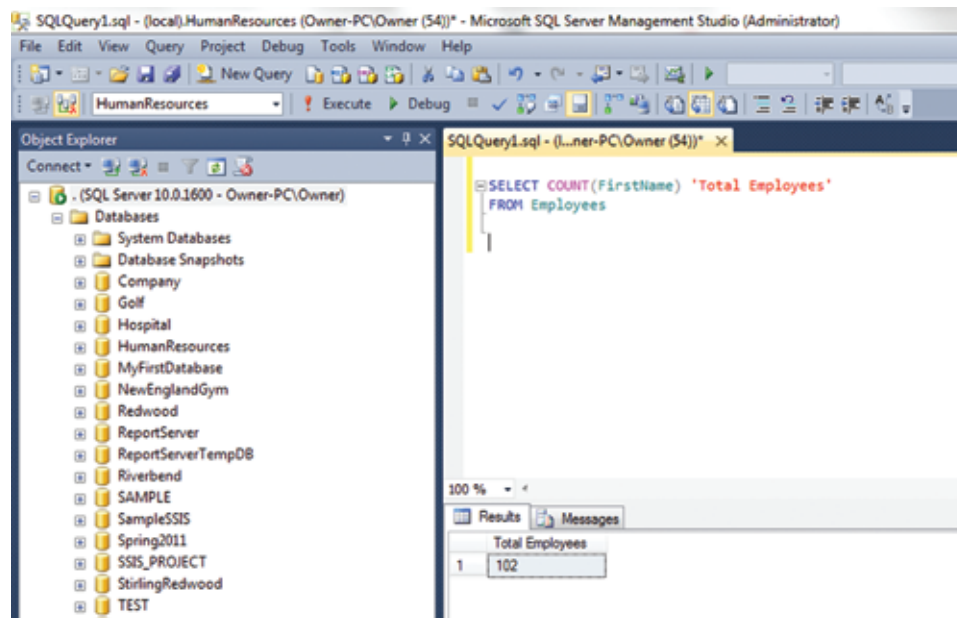 SQLQuery1.sql - (local).HumanResources (Owner-PC\Owner (54))* - Microsoft SQL Server Management Studio (Administrator)
File Edit View Query Project Debug Tools Window Help
New Query
HumanResources Execute Debug
Object Explorer
Connect
. (SQL Server 10.0.1600 - Owner-PC\Owner)
Databases
System Databases
Database Snapshots
Company
Golf
Hospital
HumanResources
MyFirstDatabase
NewEnglandGym
Redwood
ReportServer
ReportServerTempDB
Riverbend
SAMPLE
SampleSSIS
Spring2011
SSIS_PROJECT
StirlingRedwood
TEST
SQLQuery1.sql - (l...ner-PC\Owner (54))*
SELECT COUNT(FirstName) 'Total Employees'
FROM Employees
100 %
Results Messages
Total Employees
1 102